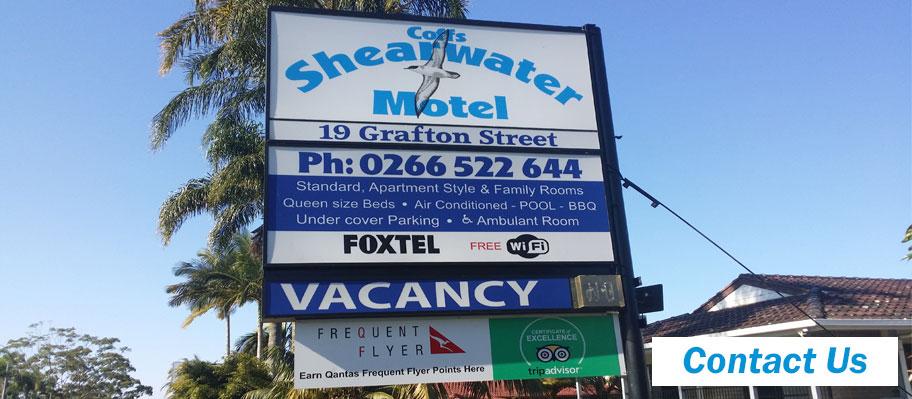 Coffs
Shearwater
Motel
19 Grafton Street
Ph: 0266 522 644
Standard, Apartment Style & Family Rooms
Queen size Beds • Air Conditioned - POOL - BBQ
Under cover Parking • ♿ Ambulant Room
FOXTEL FREE WiFi
VACANCY
FREQUENT
FLYER
Earn Qantas Frequent Flyer Points Here
CERTIFICATE of
EXCELLENCE
tripadvisor
Contact Us